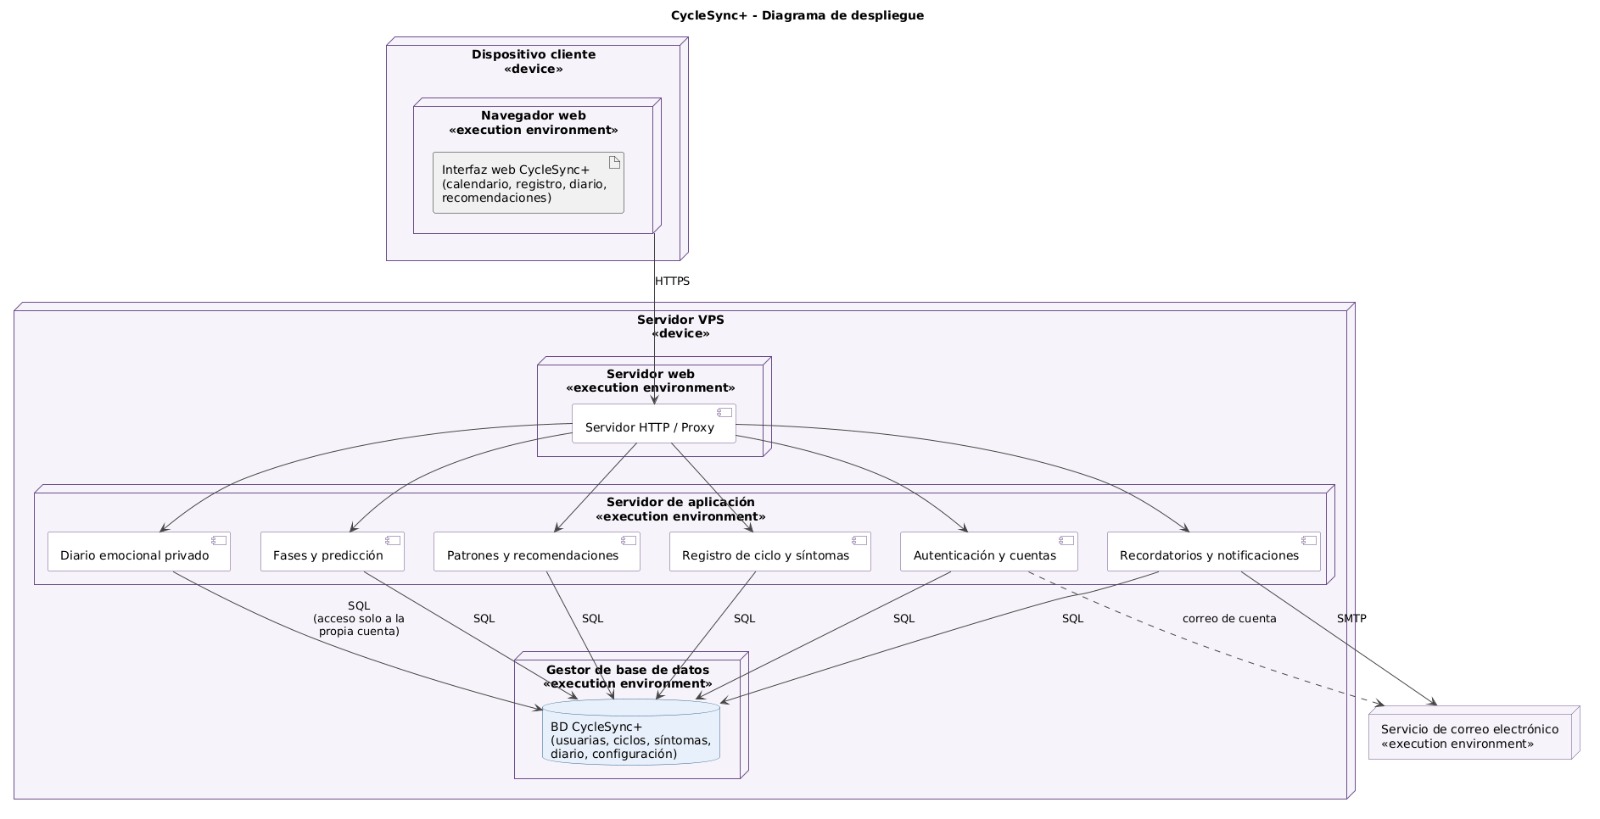 CycleSync+ - Diagrama de despliegue
Dispositivo cliente
«device»
Navegador web
«execution environment»
Interfaz web CycleSync+
(calendario, registro, diario,
recomendaciones)
HTTPS
Servidor VPS
«device»
Servidor web
«execution environment»
Servidor HTTP / Proxy
Servidor de aplicación
«execution environment»
Diario emocional privado
Fases y predicción
Patrones y recomendaciones
Registro de ciclo y síntomas
Autenticación y cuentas
Recordatorios y notificaciones
SQL
(acceso solo a la
propia cuenta)
SQL
SQL
SQL
SQL
SQL
correo de cuenta
SMTP
Gestor de base de datos
«execution environment»
BD CycleSync+
(usuarias, ciclos, síntomas,
diario, configuración)
Servicio de correo electrónico
«execution environment»